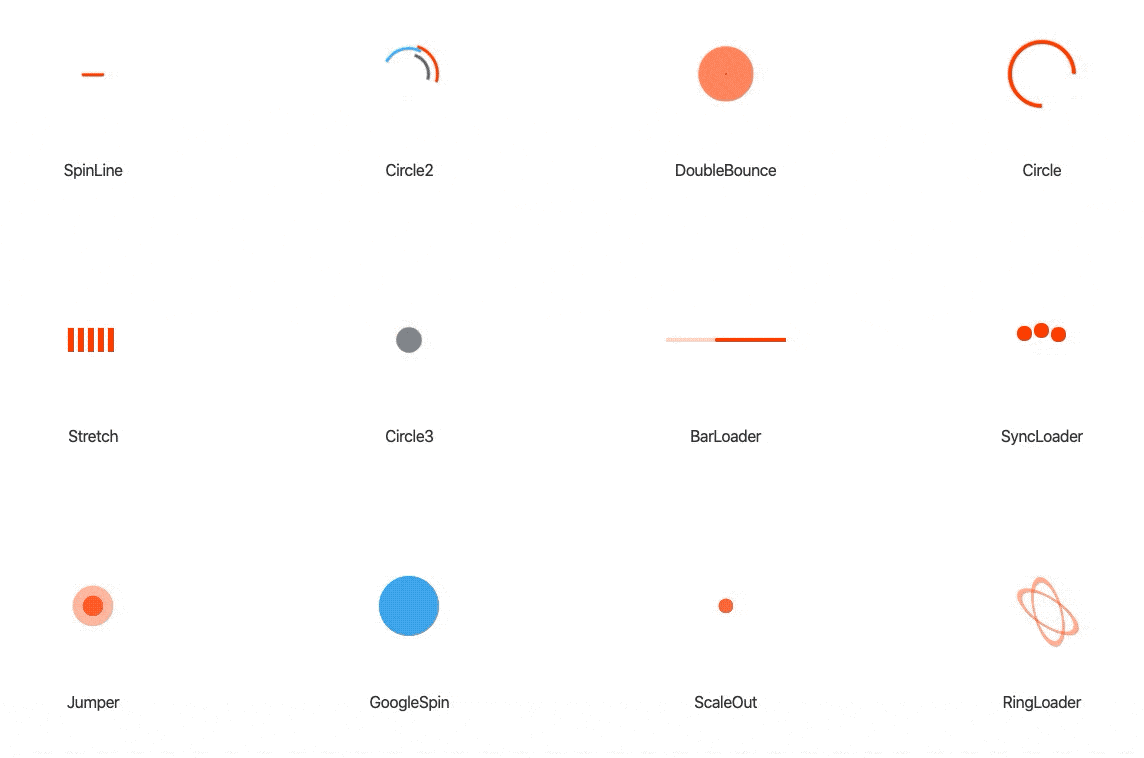 SpinLine
Circle2
DoubleBounce
Circle
Stretch
Circle3
BarLoader
SyncLoader
Jumper
GoogleSpin
ScaleOut
RingLoader